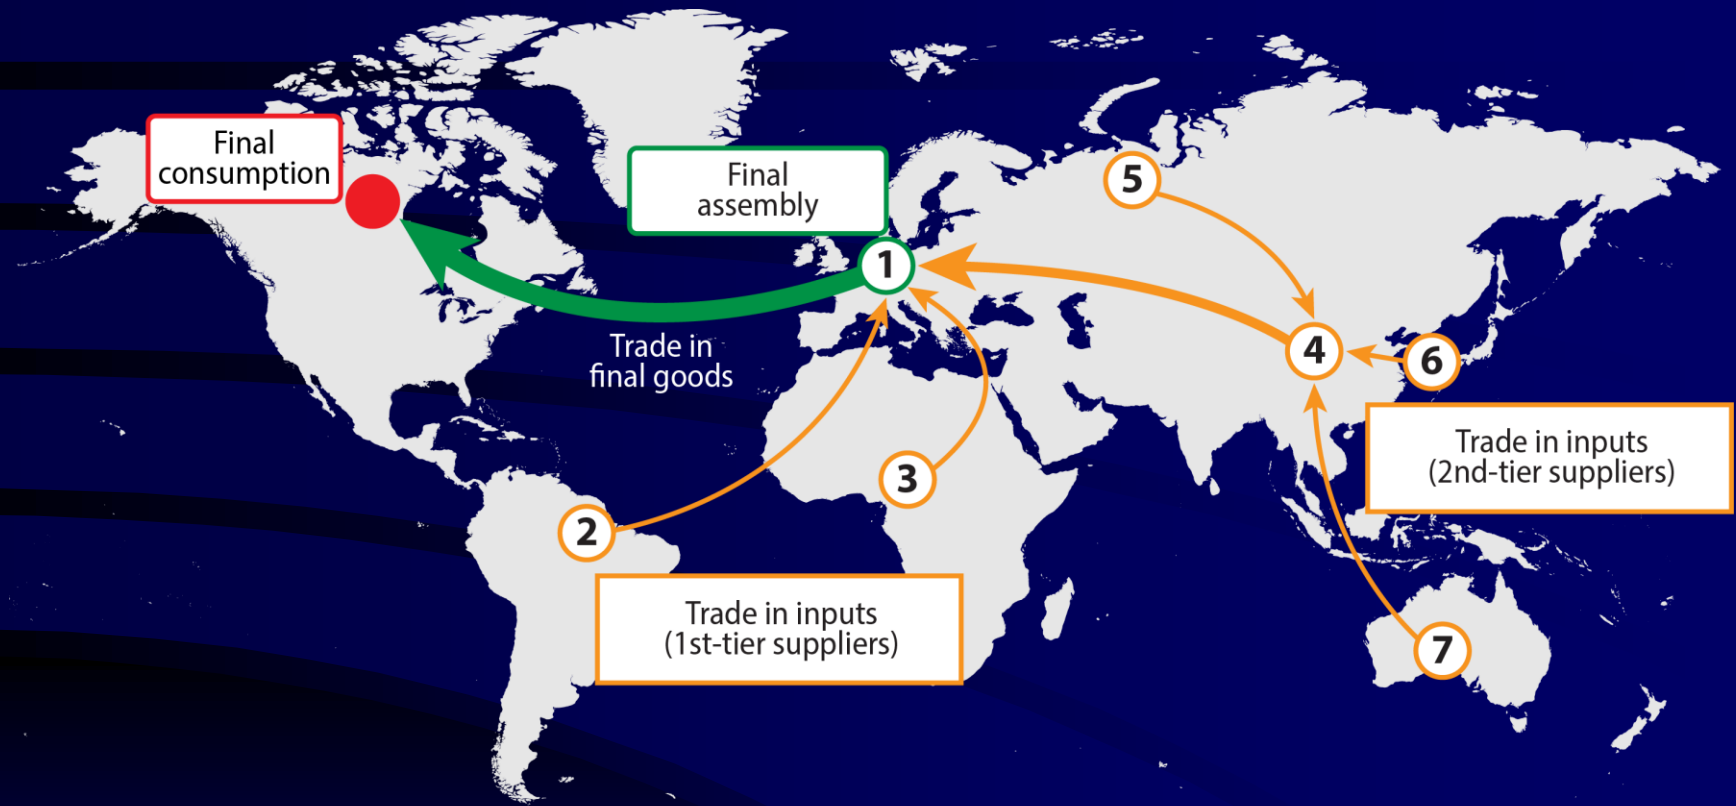 Final
consumption
Final
assembly
5
1
4
6
Trade in
final goods
Trade in inputs
(2nd-tier suppliers)
3
2
Trade in inputs
(1st-tier suppliers)
7